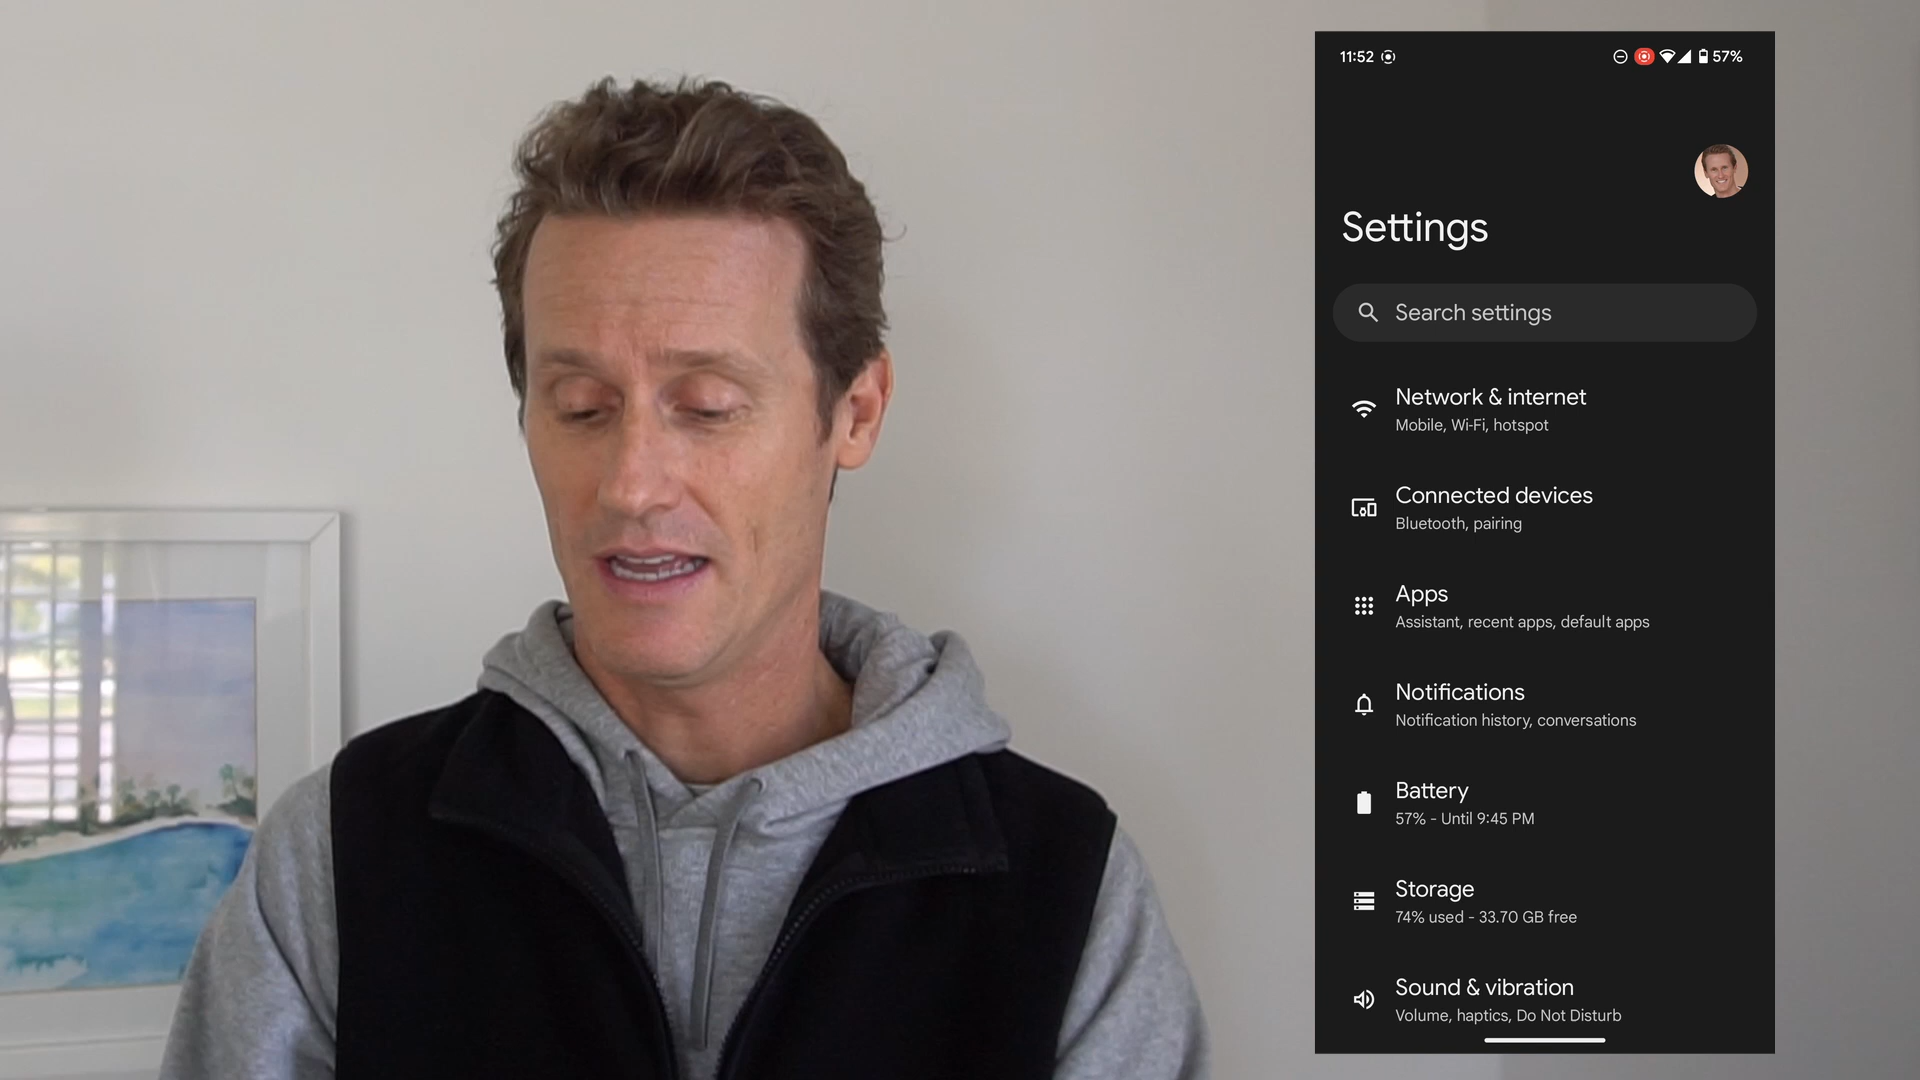 11:52
57%
Settings
Search settings
Network & internet
Mobile, Wi-Fi, hotspot
Connected devices
Bluetooth, pairing
Apps
Assistant, recent apps, default apps
Notifications
Notification history, conversations
Battery
57% - Until 9:45 PM
Storage
74% used - 33.70 GB free
Sound & vibration
Volume, haptics, Do Not Disturb